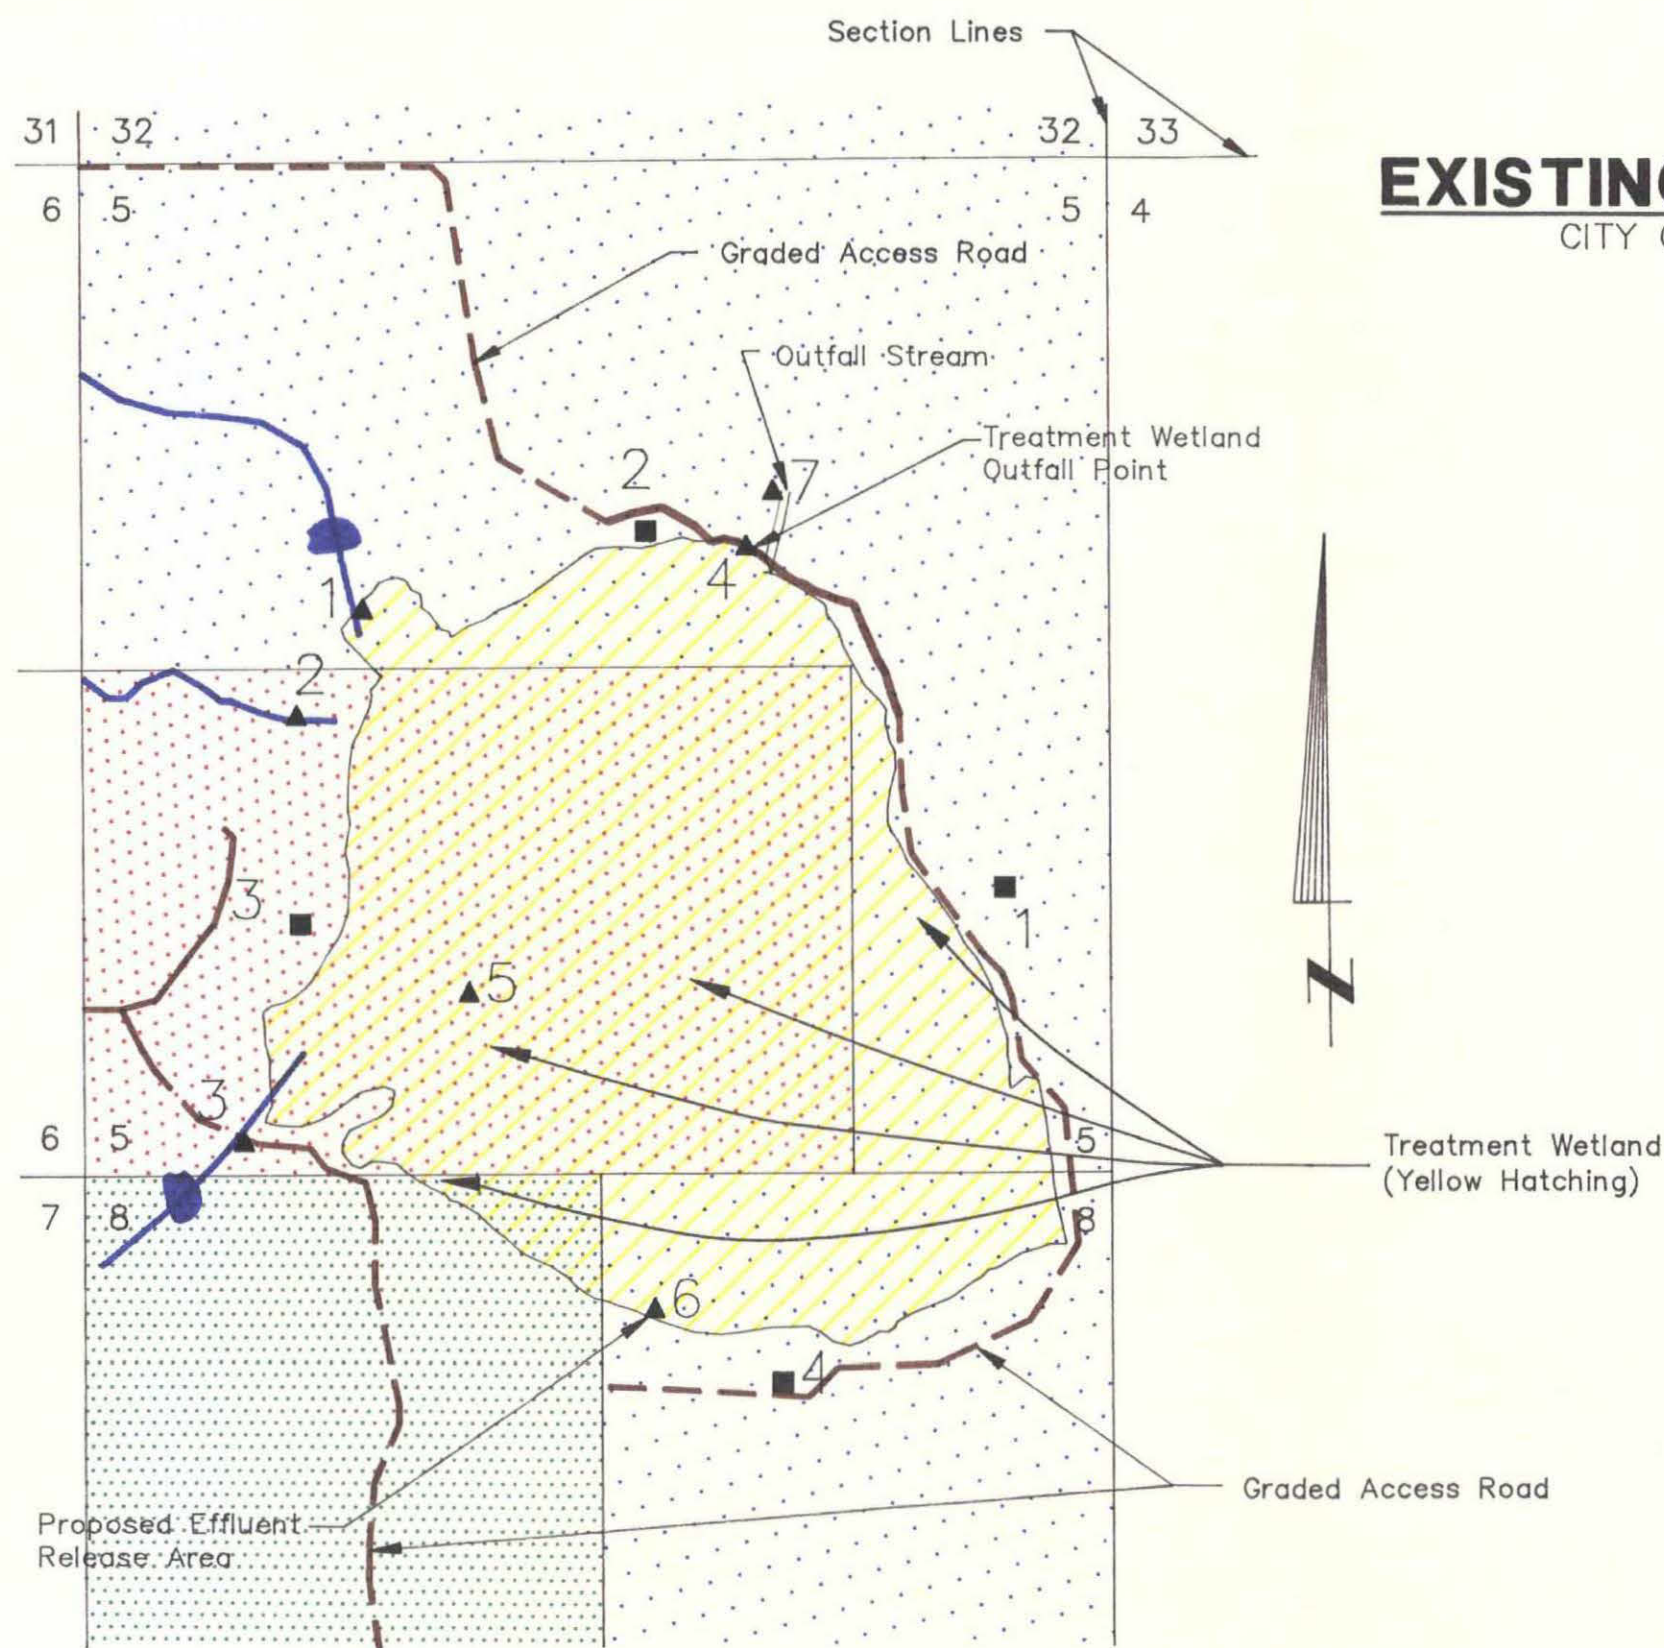 Section Lines
31 32 32 33
EXISTING
CITY
6 5 5 4
Graded Access Road
Outfall Stream
Treatment Wetland
Outfall Point
2 7
4
1
2
3
1
5
3
N
6 5 5
Treatment Wetland
(Yellow Hatching)
7 8 8
6
4
Graded Access Road
Proposed Effluent
Release Area